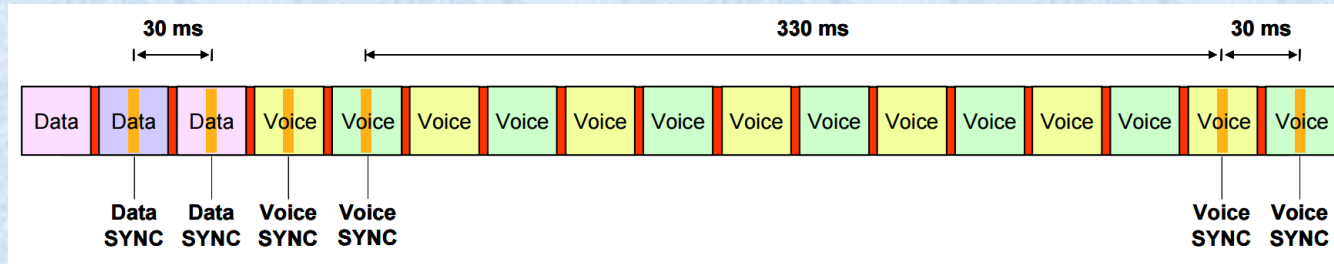 30 ms 330 ms 30 ms
Data Data Data Voice Voice Voice Voice Voice Voice Voice Voice Voice Voice Voice Voice Voice Voice
Data Data Voice Voice Voice Voice
SYNC SYNC SYNC SYNC SYNC SYNC